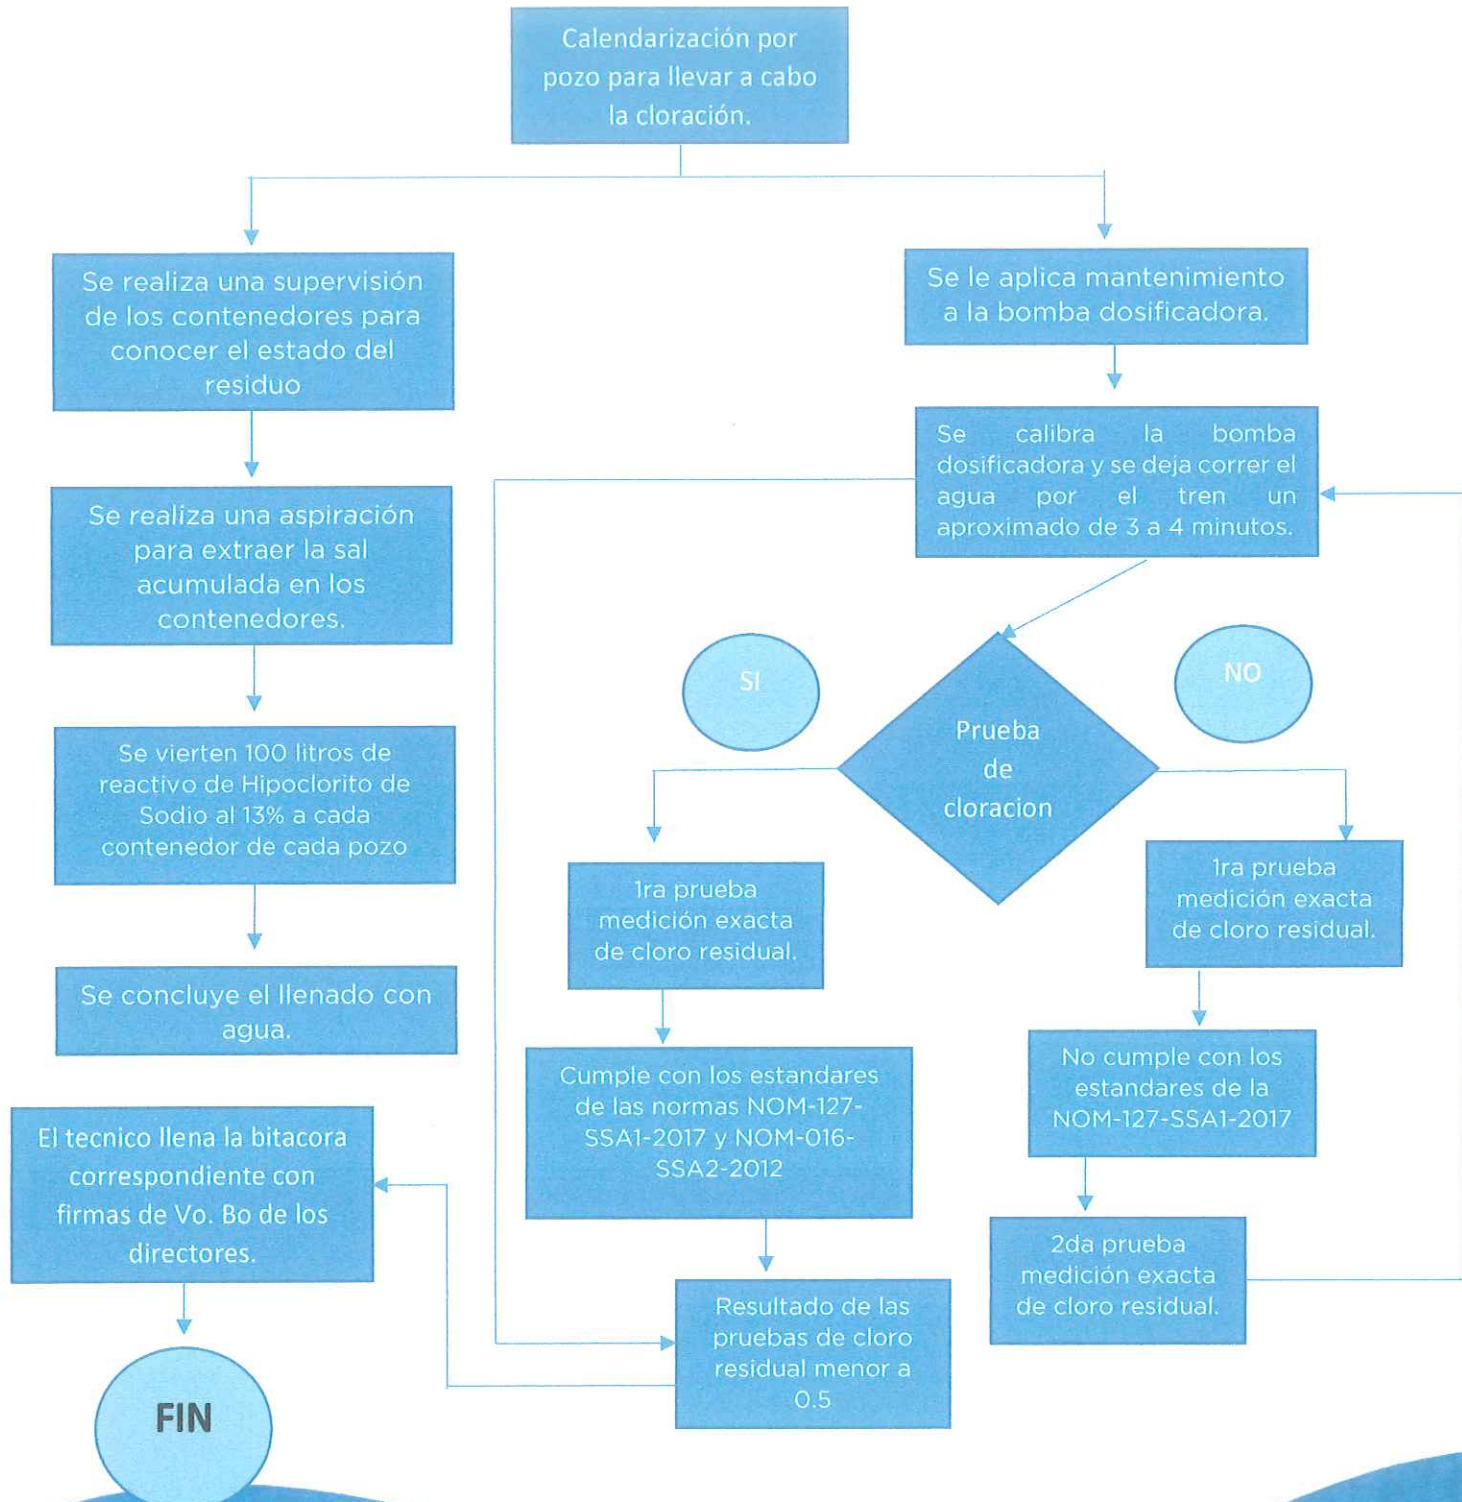 Calendarización por
pozo para llevar a cabo
la cloración.
Se realiza una supervisión
de los contenedores para
conocer el estado del
residuo
Se realiza una aspiración
para extraer la sal
acumulada en los
contenedores.
Se vierten 100 litros de
reactivo de Hipoclorito de
Sodio al 13% a cada
contenedor de cada pozo
Se concluye el llenado con
agua.
Se le aplica mantenimiento
a la bomba dosificadora.
Se calibra la bomba
dosificadora y se deja correr el
agua por el tren un
aproximado de 3 a 4 minutos.
Prueba
de
cloracion
SI
1ra prueba
medición exacta
de cloro residual.
Cumple con los estandares
de las normas NOM-127-
SSA1-2017 y NOM-016-
SSA2-2012
Resultado de las
pruebas de cloro
residual menor a
0.5
NO
1ra prueba
medición exacta
de cloro residual.
No cumple con los
estandares de la
NOM-127-SSA1-2017
2da prueba
medición exacta
de cloro residual.
El tecnico llena la bitacora
correspondiente con
firmas de Vo. Bo de los
directores.
FIN